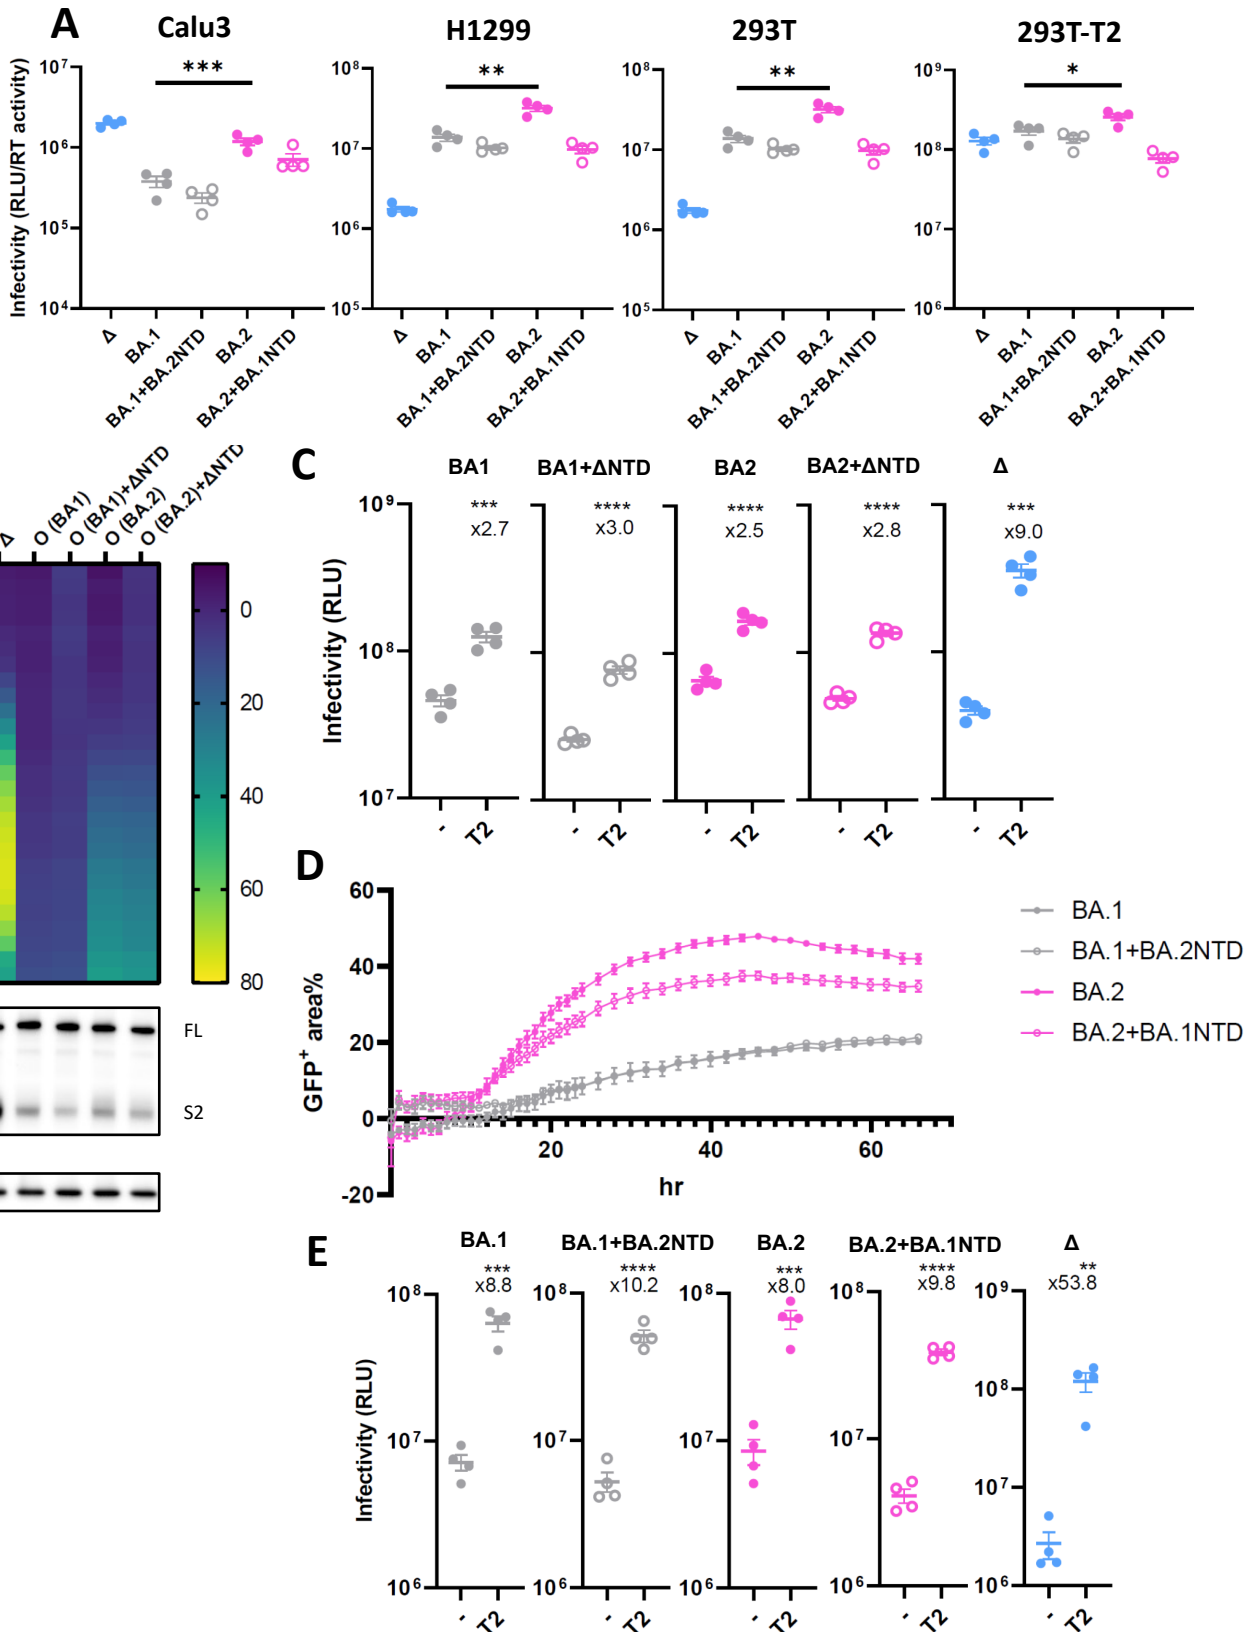 A
Calu3
H1299
293T
293T-T2
Infectivity (RLU/RT activity)
10⁷
10⁶
10⁵
10⁴
***
Δ
BA.1
BA.1+BA.2NTD
BA.2
BA.2+BA.1NTD
10⁸
10⁷
10⁶
10⁵
**
Δ
BA.1
BA.1+BA.2NTD
BA.2
BA.2+BA.1NTD
10⁸
10⁷
10⁶
10⁵
**
Δ
BA.1
BA.1+BA.2NTD
BA.2
BA.2+BA.1NTD
10⁹
10⁸
10⁷
10⁶
*
Δ
BA.1
BA.1+BA.2NTD
BA.2
BA.2+BA.1NTD
Δ
O (BA1)
O (BA1)+ΔNTD
O (BA.2)
O (BA.2)+ΔNTD
0
20
40
60
80
FL
S2
C
BA1
BA1+ΔNTD
BA2
BA2+ΔNTD
Δ
Infectivity (RLU)
10⁹
10⁸
10⁷
***
x2.7
****
x3.0
****
x2.5
****
x2.8
***
x9.0
-
T2
-
T2
-
T2
-
T2
-
T2
D
GFP⁺ area%
60
40
20
0
-20
20
40
60
hr
BA.1
BA.1+BA.2NTD
BA.2
BA.2+BA.1NTD
E
BA.1
BA.1+BA.2NTD
BA.2
BA.2+BA.1NTD
Δ
***
x8.8
****
x10.2
***
x8.0
****
x9.8
**
x53.8
Infectivity (RLU)
10⁸
10⁷
10⁶
10⁸
10⁷
10⁶
10⁸
10⁷
10⁶
10⁸
10⁷
10⁶
10⁹
10⁸
10⁷
10⁶
-
T2
-
T2
-
T2
-
T2
-
T2